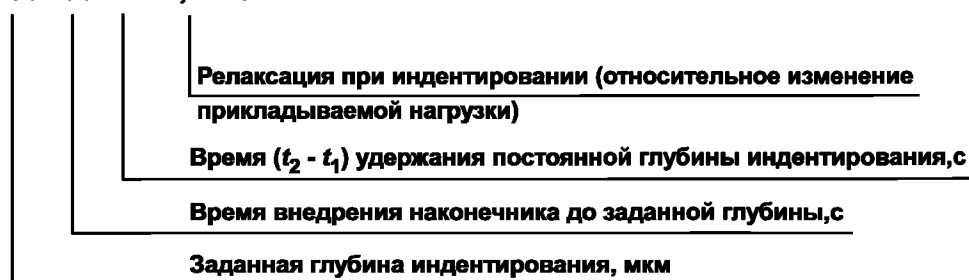 Релаксация при индентировании (относительное изменение
прикладываемой нагрузки)
Время (t₂ - t₁) удержания постоянной глубины индентирования,с
Время внедрения наконечника до заданной глубины,с
Заданная глубина индентирования, мкм